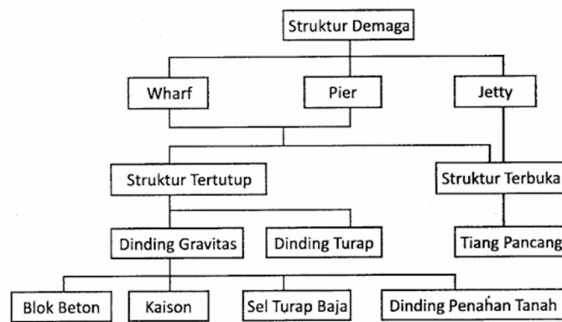 Struktur Demaga
Wharf
Pier
Jetty
Struktur Tertutup
Struktur Terbuka
Dinding Gravitas
Dinding Turap
Tiang Pancang
Blok Beton
Kaison
Sel Turap Baja
Dinding Penahan Tanah